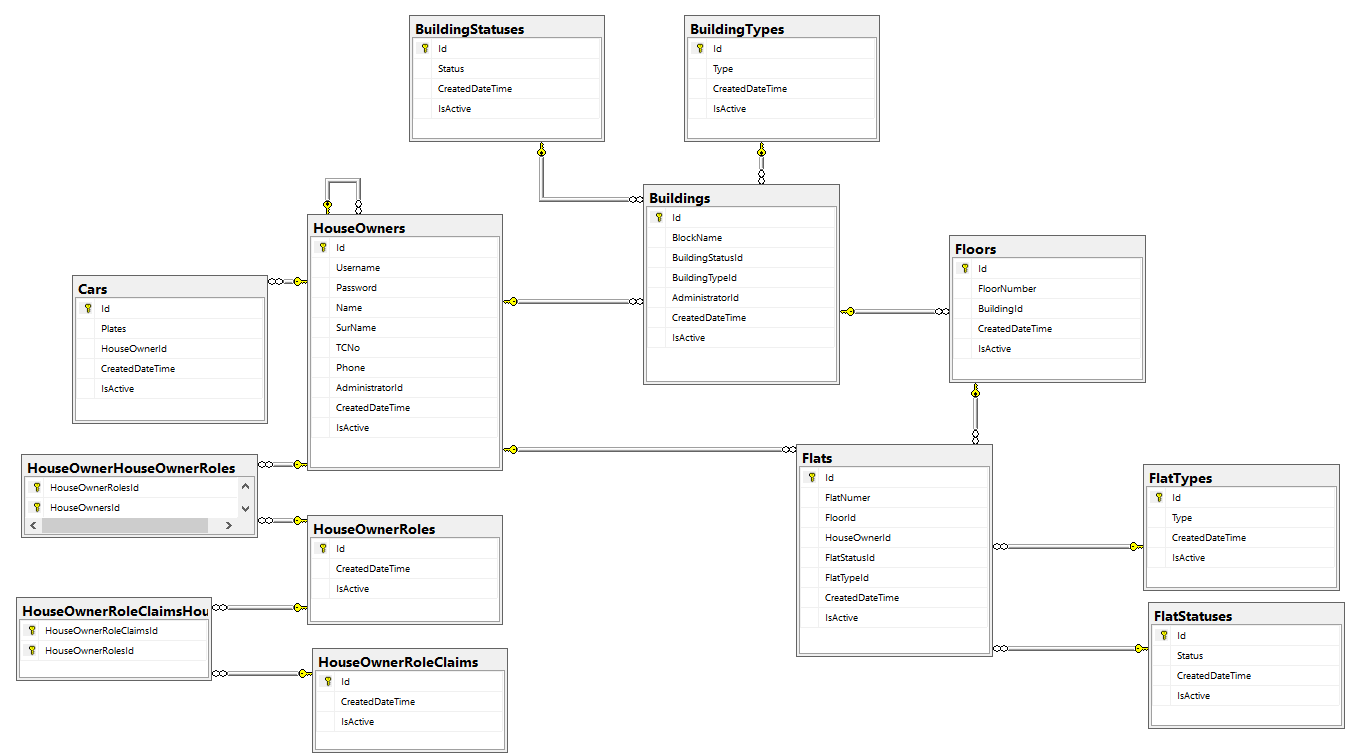 BuildingStatuses
Id
Status
CreatedDateTime
IsActive
BuildingTypes
Id
Type
CreatedDateTime
IsActive
Buildings
Id
BlockName
BuildingStatusId
BuildingTypeId
AdministratorId
CreatedDateTime
IsActive
HouseOwners
Id
Username
Password
Name
SurName
TCNo
Phone
AdministratorId
CreatedDateTime
IsActive
Floors
Id
FloorNumber
BuildingId
CreatedDateTime
IsActive
Cars
Id
Plates
HouseOwnerId
CreatedDateTime
IsActive
HouseOwnerHouseOwnerRoles
HouseOwnerRolesId
HouseOwnersId
Flats
Id
FlatNumer
FloorId
HouseOwnerId
FlatStatusId
FlatTypeId
CreatedDateTime
IsActive
FlatTypes
Id
Type
CreatedDateTime
IsActive
HouseOwnerRoles
Id
CreatedDateTime
IsActive
HouseOwnerRoleClaimsHou
HouseOwnerRoleClaimsId
HouseOwnerRolesId
FlatStatuses
Id
Status
CreatedDateTime
IsActive
HouseOwnerRoleClaims
Id
CreatedDateTime
IsActive